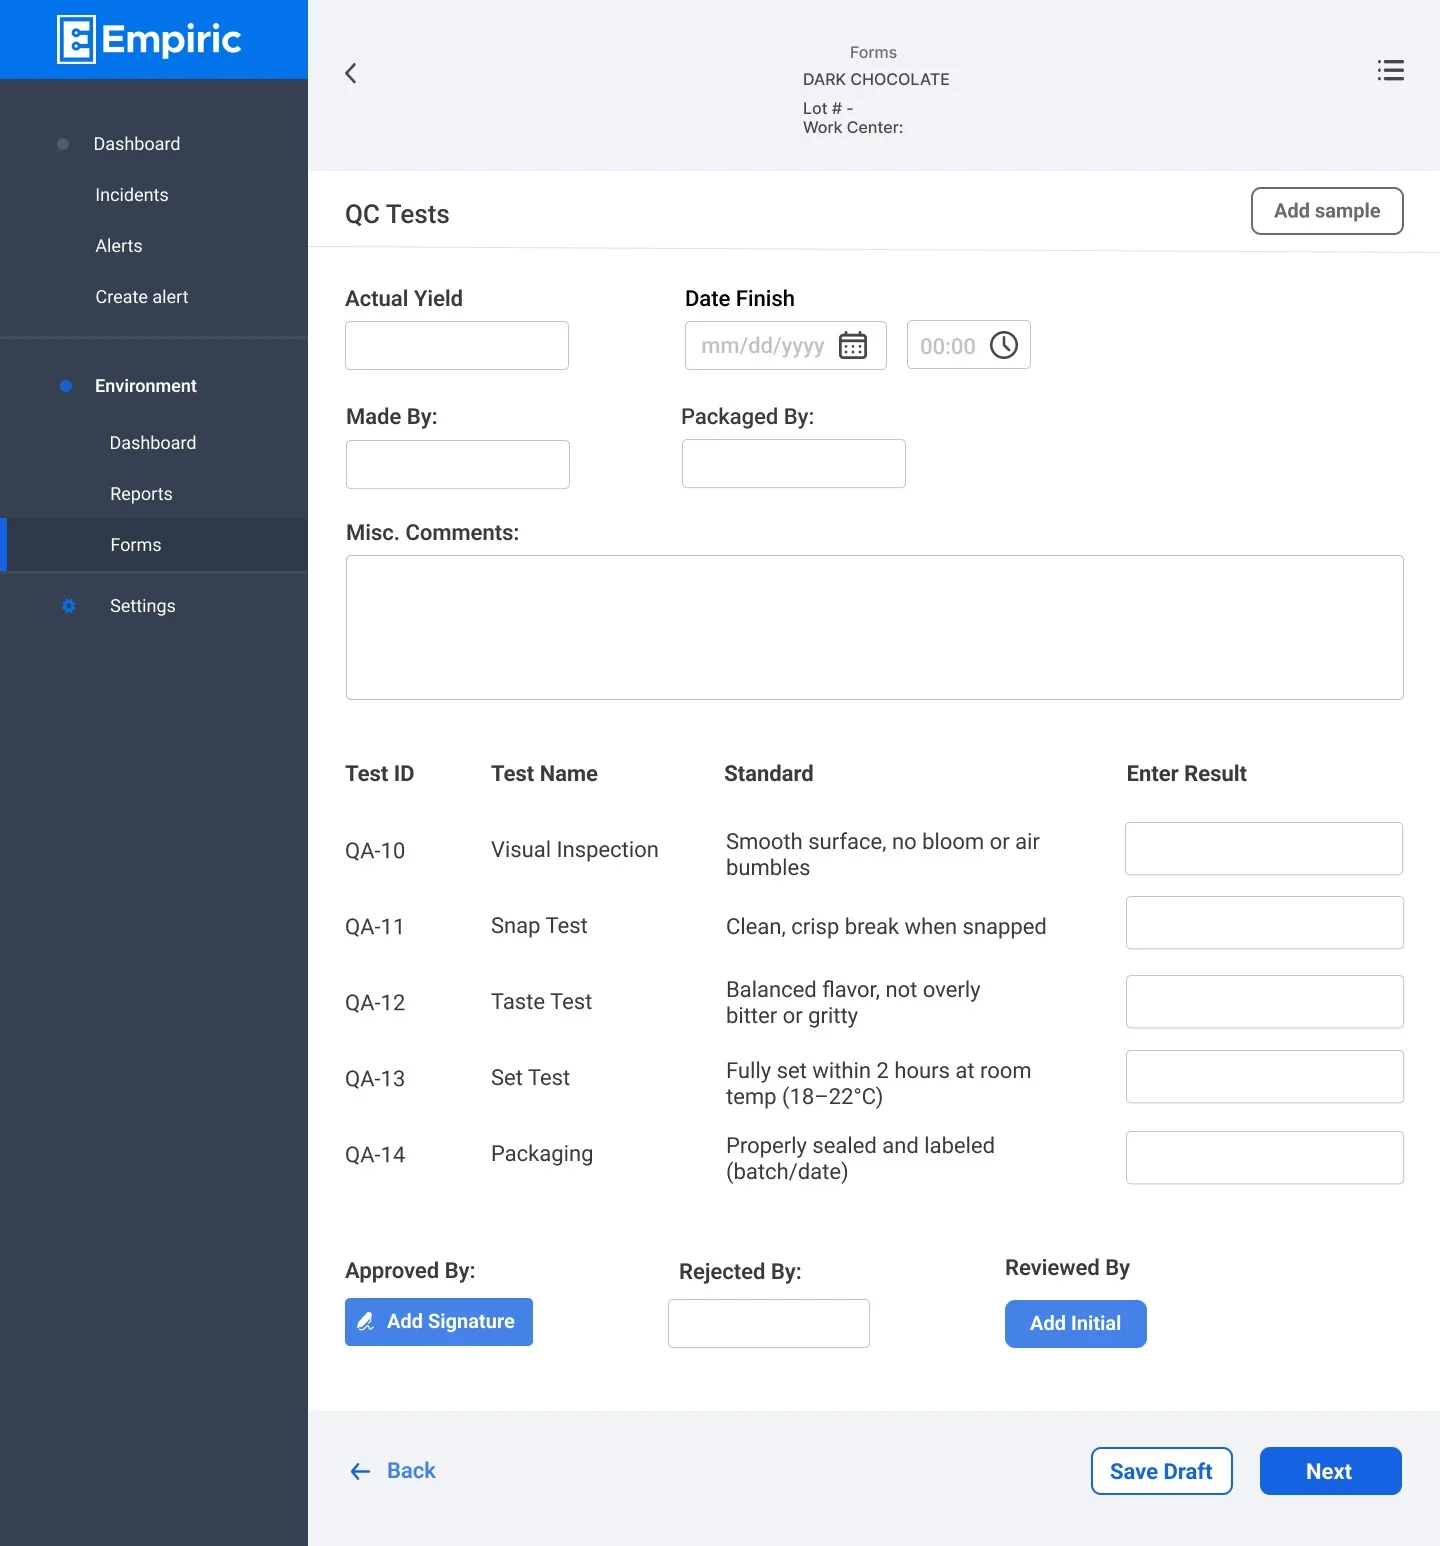 Empiric
Dashboard
Incidents
Alerts
Create alert
Environment
Dashboard
Reports
Forms
Settings
Forms
DARK CHOCOLATE
Lot # -
Work Center:
QC Tests
Add sample
Actual Yield
Date Finish
mm/dd/yyyy
00:00
Made By:
Packaged By:
Misc. Comments:
Test ID Test Name Standard Enter Result
QA-10 Visual Inspection Smooth surface, no bloom or air
bumbles
QA-11 Snap Test Clean, crisp break when snapped
QA-12 Taste Test Balanced flavor, not overly
bitter or gritty
QA-13 Set Test Fully set within 2 hours at room
temp (18–22°C)
QA-14 Packaging Properly sealed and labeled
(batch/date)
Approved By:
Add Signature
Rejected By:
Reviewed By
Add Initial
Back
Save Draft
Next